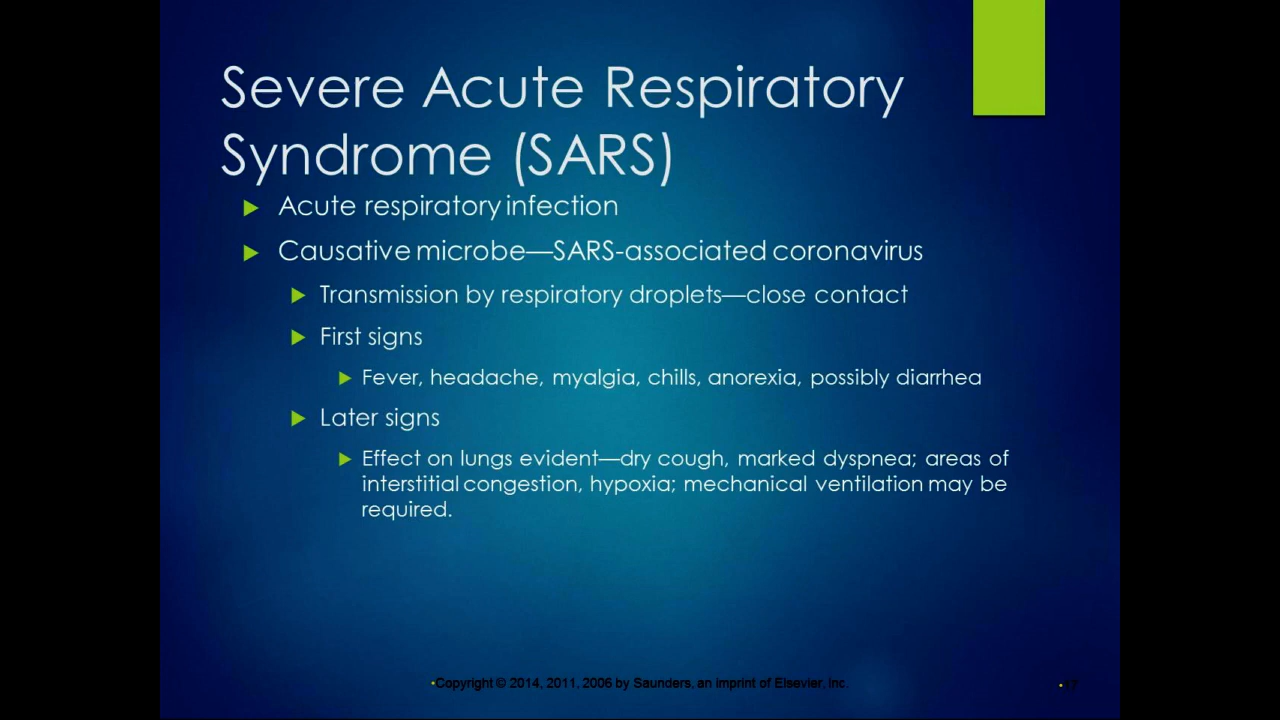 Severe Acute Respiratory
Syndrome (SARS)
Acute respiratory infection
Causative microbe—SARS-associated coronavirus
Transmission by respiratory droplets—close contact
First signs
Fever, headache, myalgia, chills, anorexia, possibly diarrhea
Later signs
Effect on lungs evident—dry cough, marked dyspnea; areas of
interstitial congestion, hypoxia; mechanical ventilation may be
required.
•Copyright © 2014, 2011, 2006 by Saunders, an imprint of Elsevier, Inc.
•17